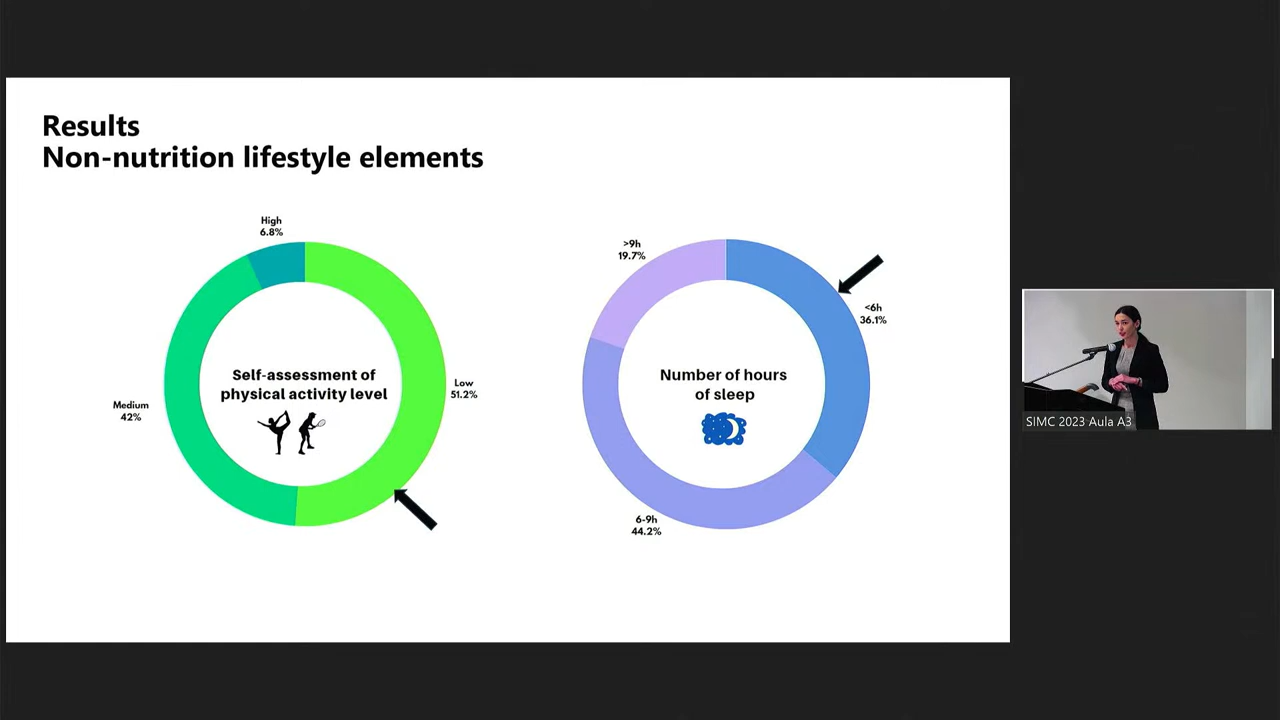 Results
Non-nutrition lifestyle elements
High
6.8%
Low
51.2%
Medium
42%
Self-assessment of
physical activity level
>9h
19.7%
<6h
36.1%
6-9h
44.2%
Number of hours
of sleep
SIMC 2023 Aula A3